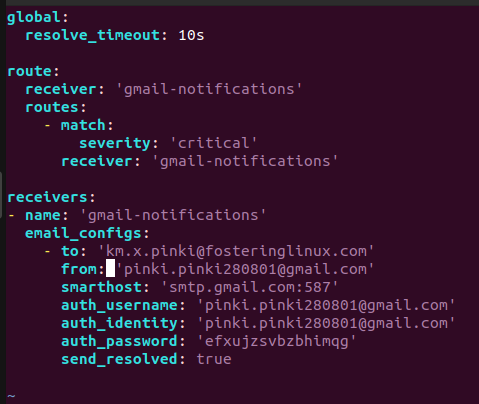 global:
  resolve_timeout: 10s
route:
  receiver: 'gmail-notifications'
  routes:
    - match:
        severity: 'critical'
      receiver: 'gmail-notifications'
receivers:
- name: 'gmail-notifications'
  email_configs:
    - to: 'km.x.pinki@fosteringlinux.com'
      from: 'pinki.pinki280801@gmail.com'
      smarthost: 'smtp.gmail.com:587'
      auth_username: 'pinki.pinki280801@gmail.com'
      auth_identity: 'pinki.pinki280801@gmail.com'
      auth_password: 'efxujzsvbzbhimqg'
      send_resolved: true
~